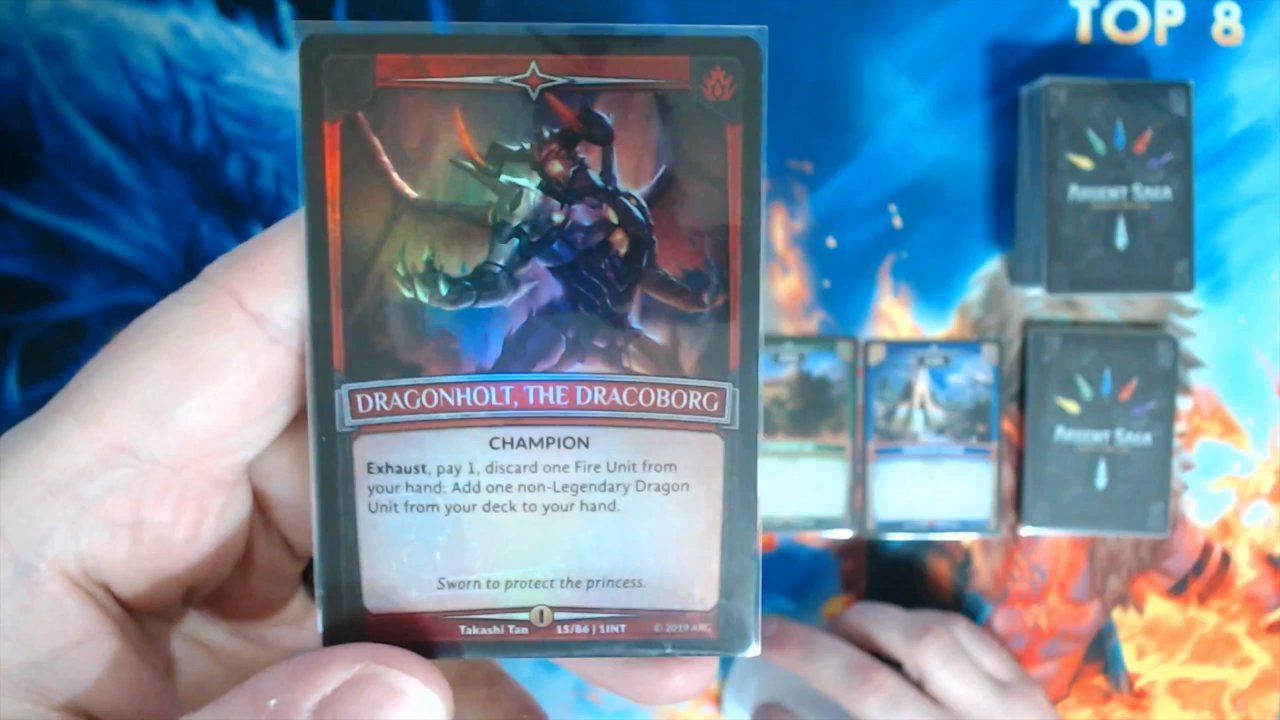 TOP 8
ARGENT SAGA
DRAGONHOLT, THE DRACOBORG
CHAMPION
Exhaust, pay 1, discard one Fire Unit from
your hand: Add one non-Legendary Dragon
Unit from your deck to your hand.
Sworn to protect the princess.
Takashi Tan 15/86 | 1INT © 2019 ARG
ARGENT SAGA